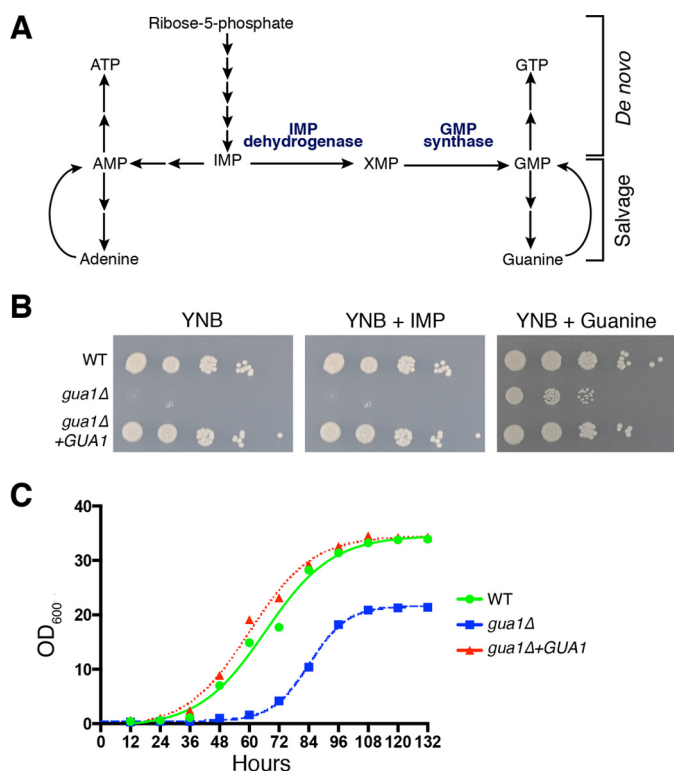 A
Ribose-5-phosphate
ATP
GTP
De novo
IMP
dehydrogenase
GMP
synthase
AMP
IMP
XMP
GMP
Salvage
Adenine
Guanine
B
YNB
YNB + IMP
YNB + Guanine
WT
gua1Δ
gua1Δ
+GUA1
C
40
30
20
10
0
OD600
0 12 24 36 48 60 72 84 96 108 120 132
Hours
WT
gua1Δ
gua1Δ+GUA1